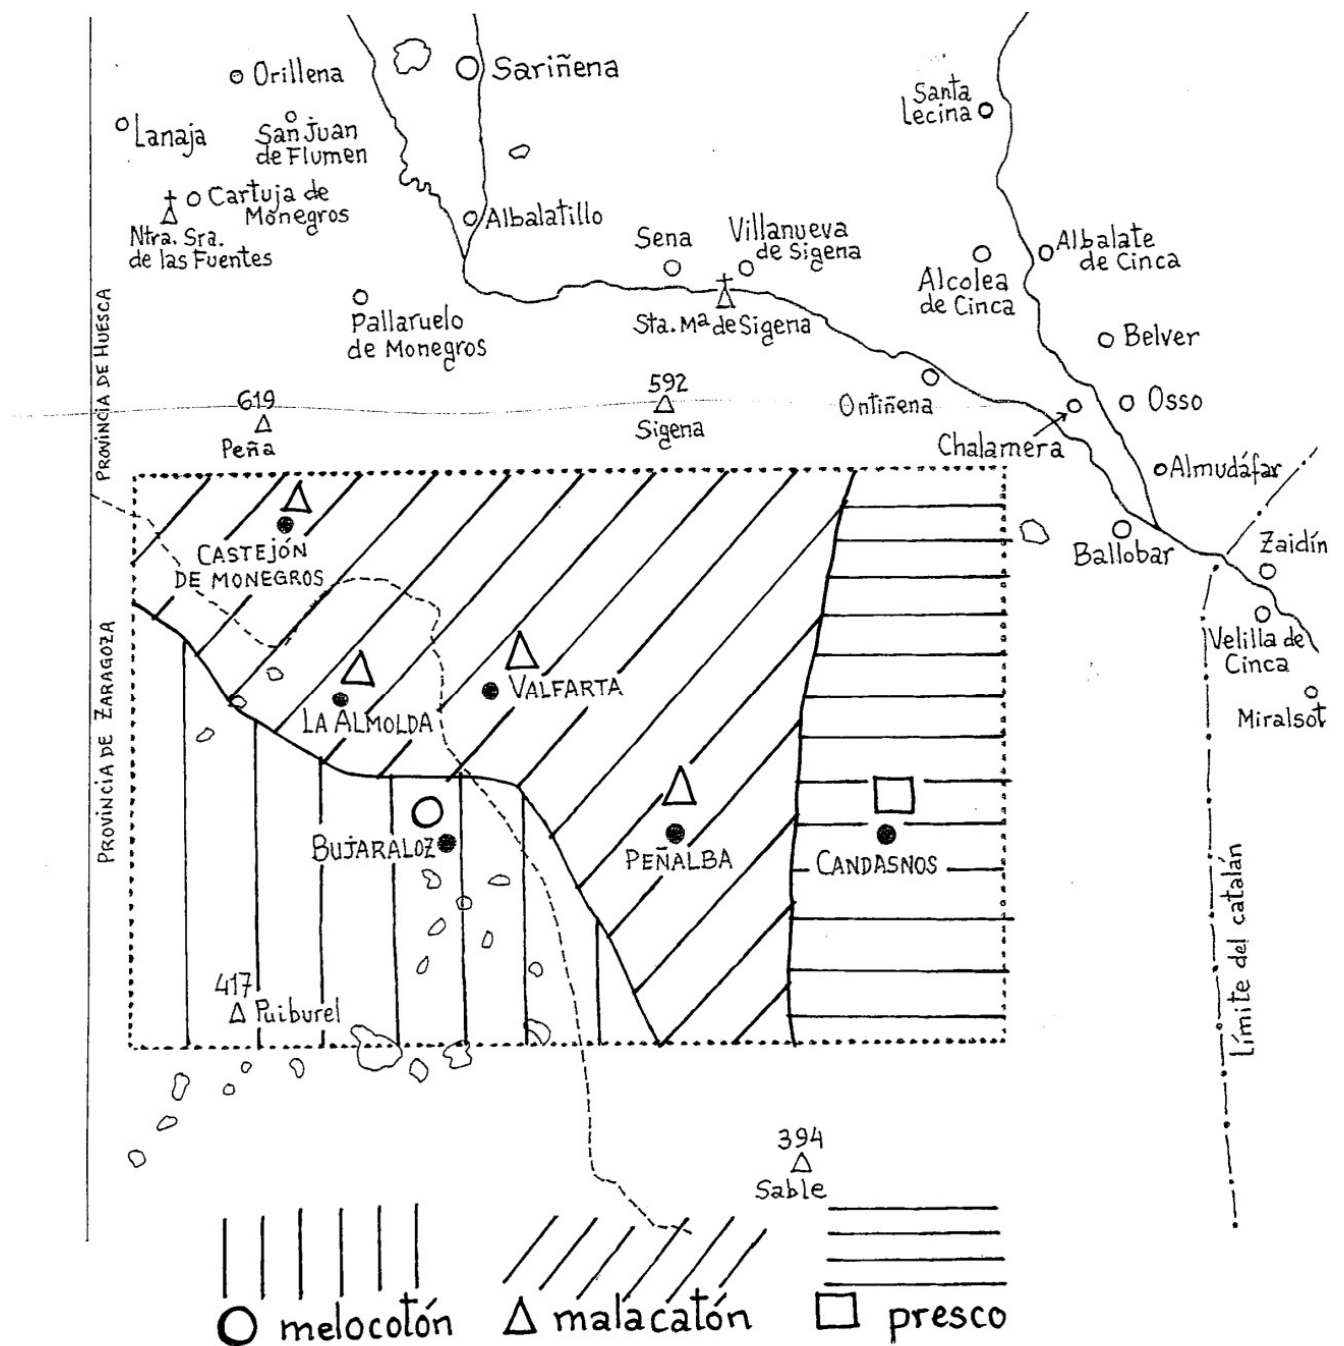 Orillena
Sariñena
Santa
Lecina
Lanaja
San Juan
de Flumen
Cartuja de
Monegros
Ntra. Sra.
de las Fuentes
Albalatillo
Sena
Villanueva
de Sigena
Albalate
de Cinca
Alcolea
de Cinca
Pallaruelo
de Monegros
Sta. Mª de Sigena
Belver
PROVINCIA DE HUESCA
619
Peña
592
Sigena
Ontiñena
Osso
Chalamera
Almudáfar
Ballobar
Zaidín
CASTEJÓN
DE MONEGROS
Velilla de
Cinca
Miralsot
PROVINCIA DE ZARAGOZA
LA ALMOLDA
VALFARTA
BUJARALOZ
PEÑALBA
CANDASNOS
Límite del catalán
417
Puiburel
394
Sable
melocotón
malacatón
presco